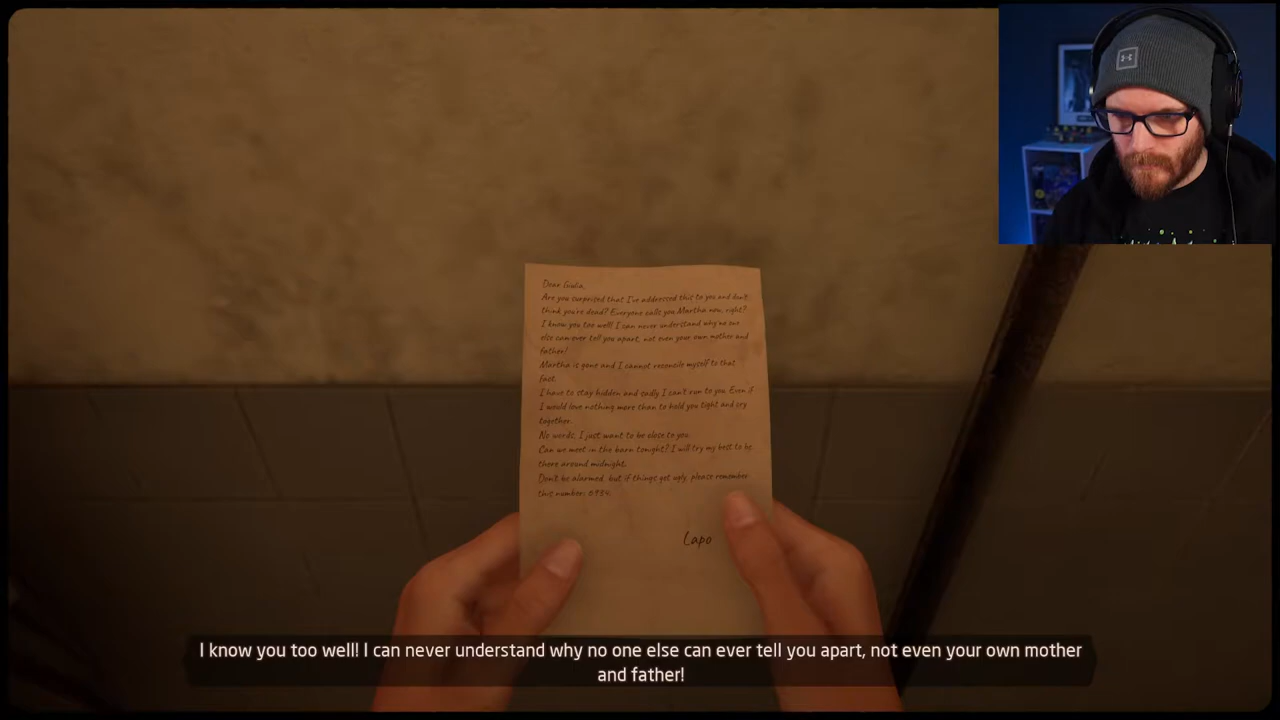 Dear Giulia,
Are you surprised that I've addressed this to you and don't
think you're dead? Everyone calls you Martha now, right?
I know you too well! I can never understand why no one
else can ever tell you apart, not even your own mother and
father!
Martha is gone and I cannot reconcile myself to that
fact.
I have to stay hidden and sadly I can't run to you. Even if
I would love nothing more than to hold you tight and cry
together.
No words, I just want to be close to you.
Can we meet in the barn tonight? I will try my best to be
there around midnight.
Don't be alarmed, but if things get ugly, please remember
this number:
Lapo
I know you too well! I can never understand why no one else can ever tell you apart, not even your own mother
and father!